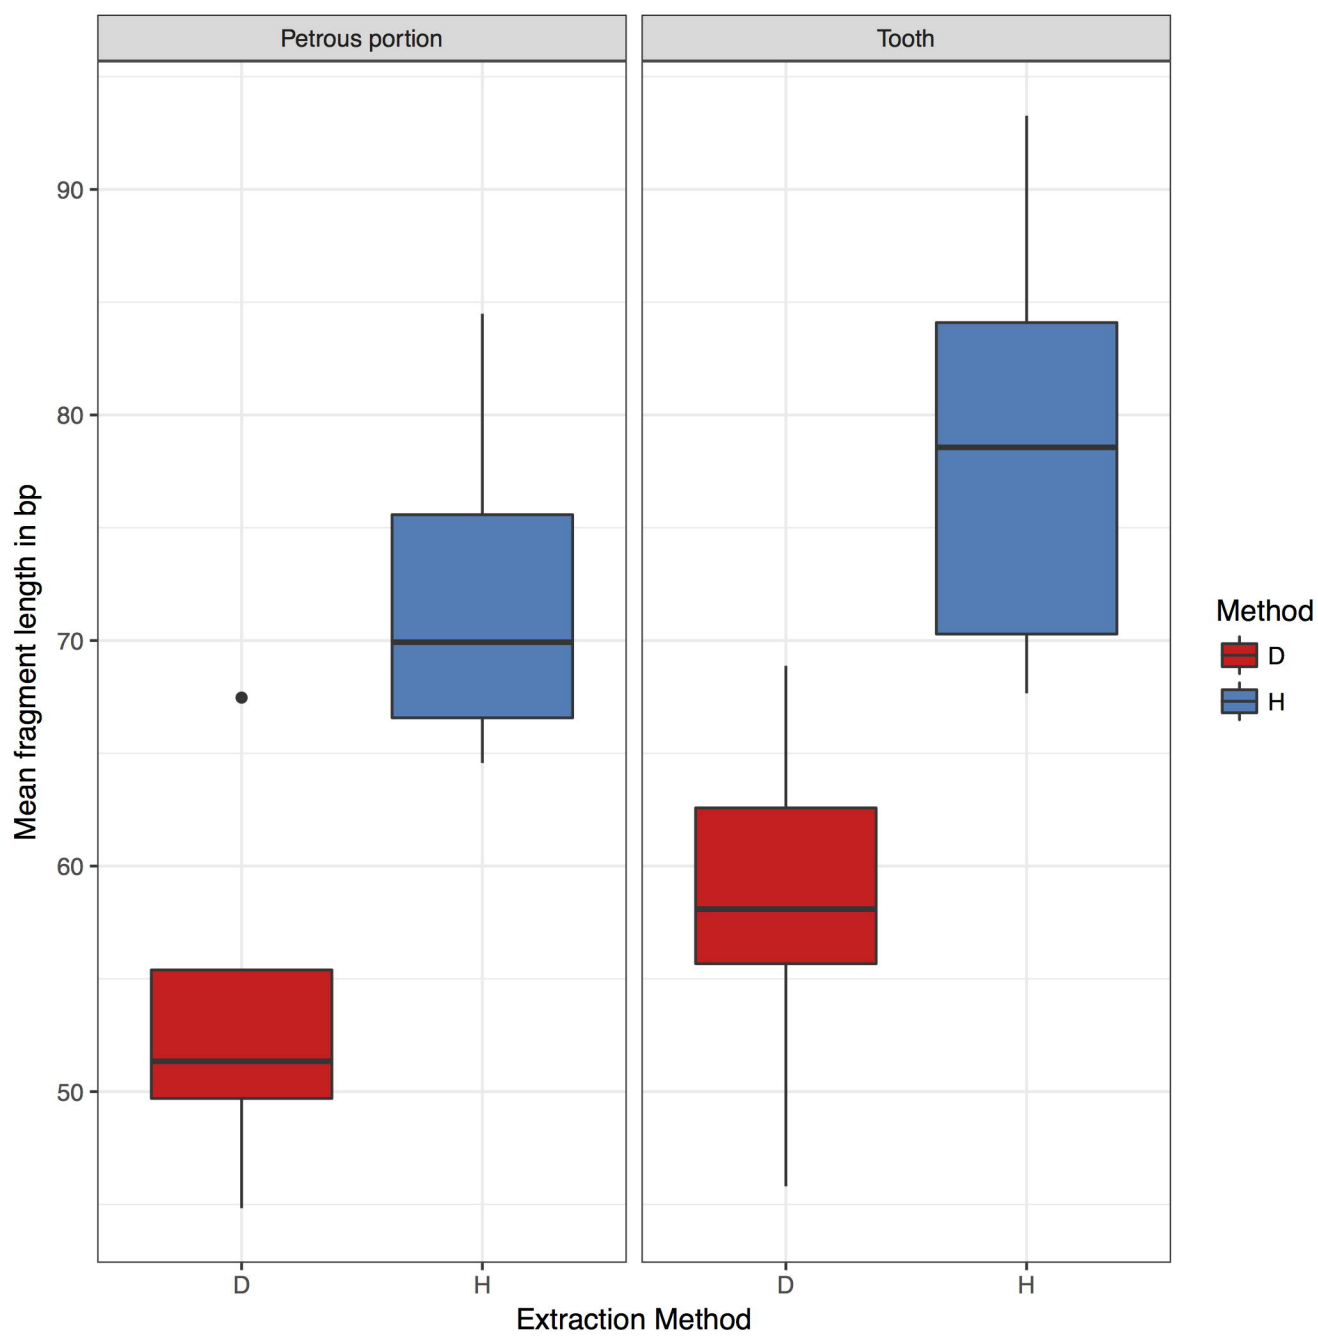 Petrous portion
Tooth
90
80
70
60
50
Mean fragment length in bp
D
H
D
H
Extraction Method
Method
D
H